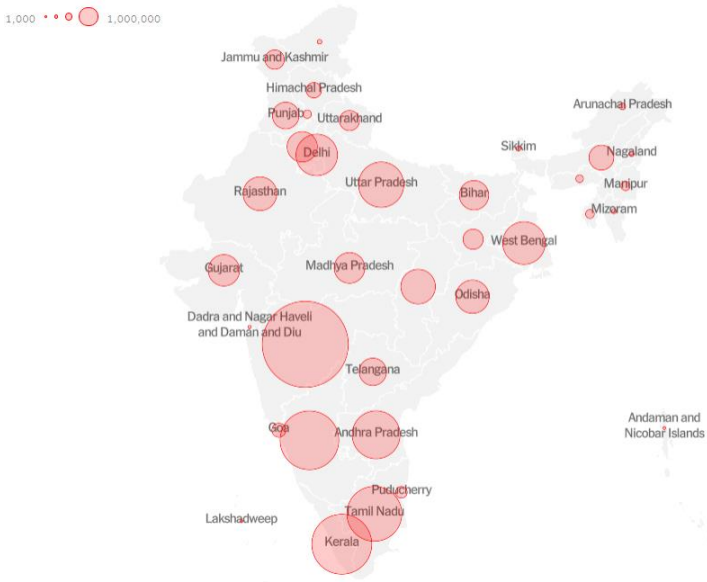 1,000
1,000,000
Jammu and Kashmir
Himachal Pradesh
Punjab
Uttarakhand
Arunachal Pradesh
Delhi
Sikkim
Nagaland
Uttar Pradesh
Rajasthan
Bihar
Manipur
Mizoram
West Bengal
Gujarat
Madhya Pradesh
Odisha
Dadra and Nagar Haveli
and Daman and Diu
Telangana
Goa
Andhra Pradesh
Andaman and
Nicobar Islands
Puducherry
Tamil Nadu
Lakshadweep
Kerala